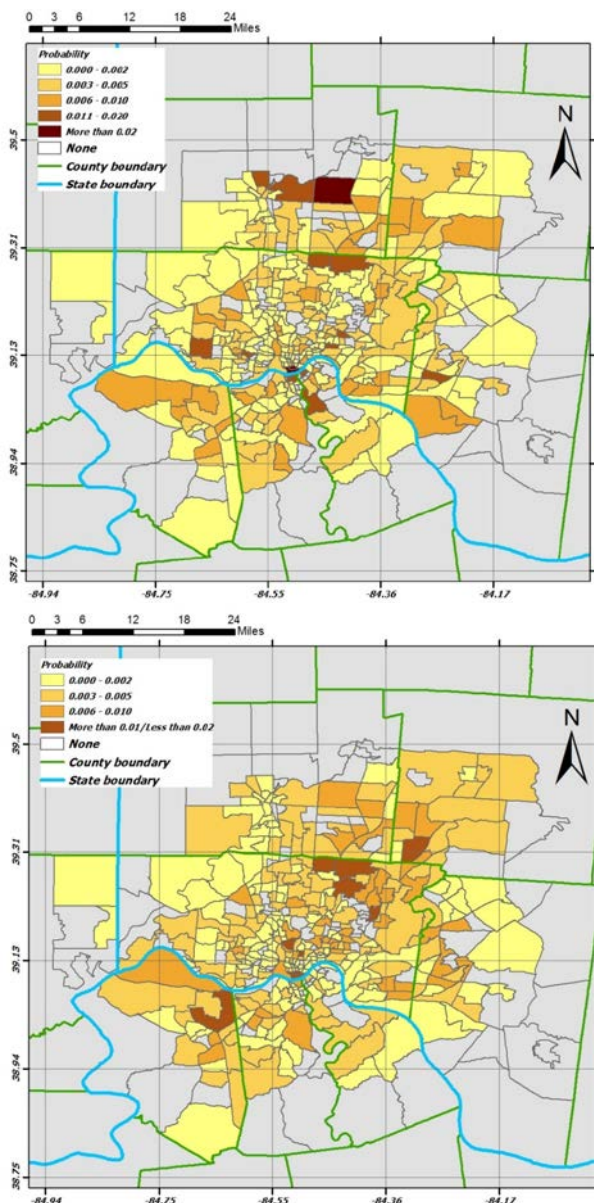 0 3 6 12 18 24
Miles
Probability
0.000 - 0.002
0.003 - 0.005
0.006 - 0.010
0.011 - 0.020
More than 0.02
None
County boundary
State boundary
N
39.5
39.31
39.13
38.94
38.75
-84.94 -84.75 -84.55 -84.36 -84.17
0 3 6 12 18 24
Miles
Probability
0.000 - 0.002
0.003 - 0.005
0.006 - 0.010
More than 0.01/Less than 0.02
None
County boundary
State boundary
N
39.5
39.31
39.13
38.94
38.75
-84.94 -84.75 -84.55 -84.36 -84.17